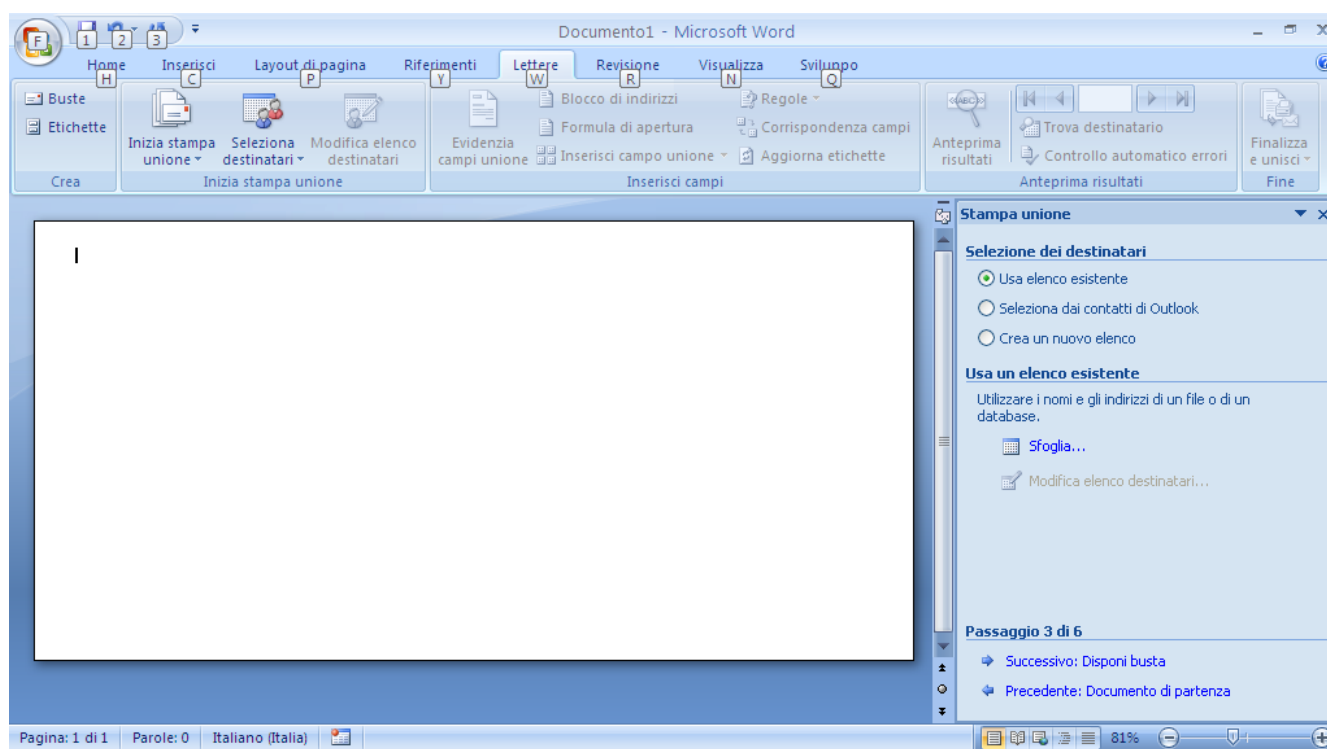 Documento1 - Microsoft Word
F 1 2 3
Home Inserisci Layout di pagina Riferimenti Lettere Revisione Visualizza Sviluppo
H C P Y W R N Q
Buste
Etichette
Crea
Inizia stampa unione
Seleziona destinatari
Modifica elenco destinatari
Inizia stampa unione
Evidenzia campi unione
Blocco di indirizzi
Formula di apertura
Inserisci campo unione
Regole
Corrispondenza campi
Aggiorna etichette
Inserisci campi
ABC
Anteprima risultati
Trova destinatario
Controllo automatico errori
Anteprima risultati
Finalizza e unisci
Fine
Stampa unione
Selezione dei destinatari
Usa elenco esistente
Seleziona dai contatti di Outlook
Crea un nuovo elenco
Usa un elenco esistente
Utilizzare i nomi e gli indirizzi di un file o di un
database.
Sfoglia...
Modifica elenco destinatari...
Passaggio 3 di 6
Successivo: Disponi busta
Precedente: Documento di partenza
Pagina: 1 di 1 Parole: 0 Italiano (Italia) 81%